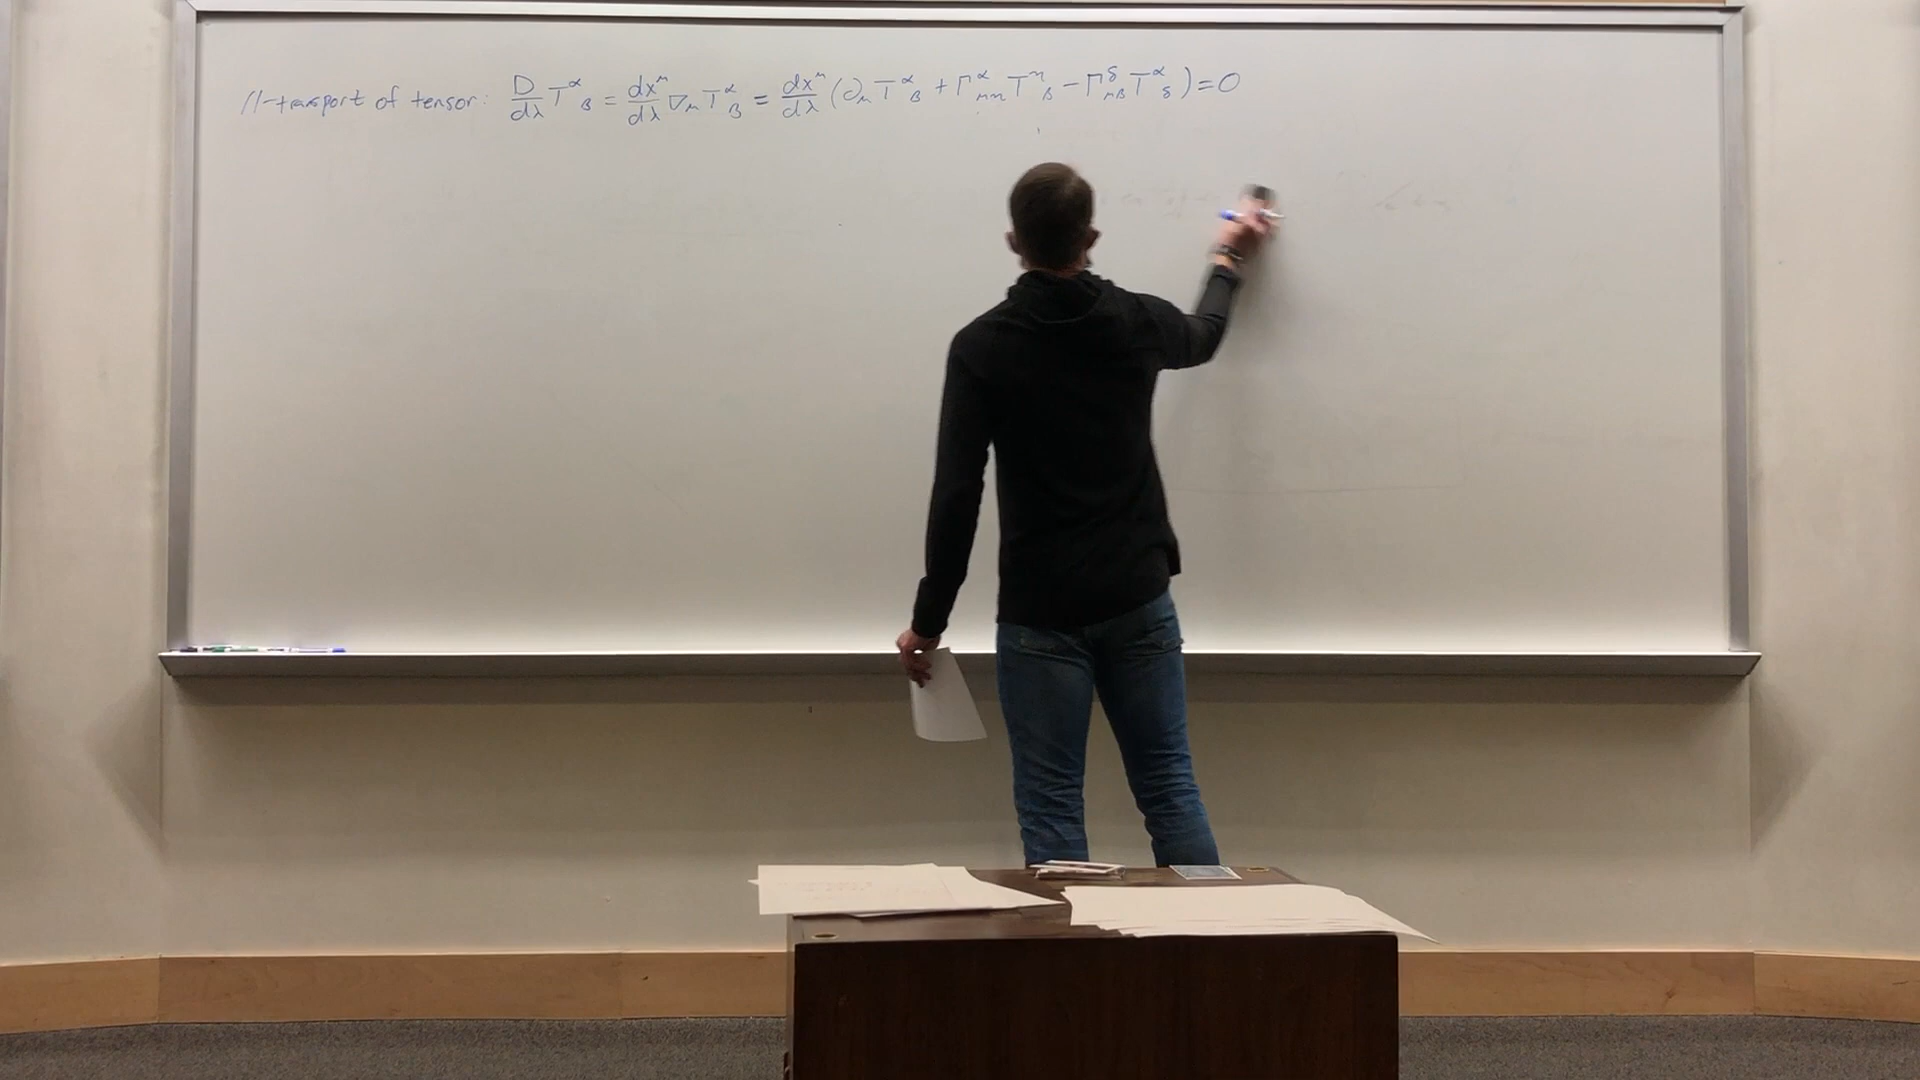 //-transport of tensor: D/dλ T^α_β = dx^μ/dλ ∇_μ T^α_β = dx^μ/dλ (∂_μ T^α_β + Γ^α_μη T^η_β − Γ^δ_μβ T^α_δ) = 0